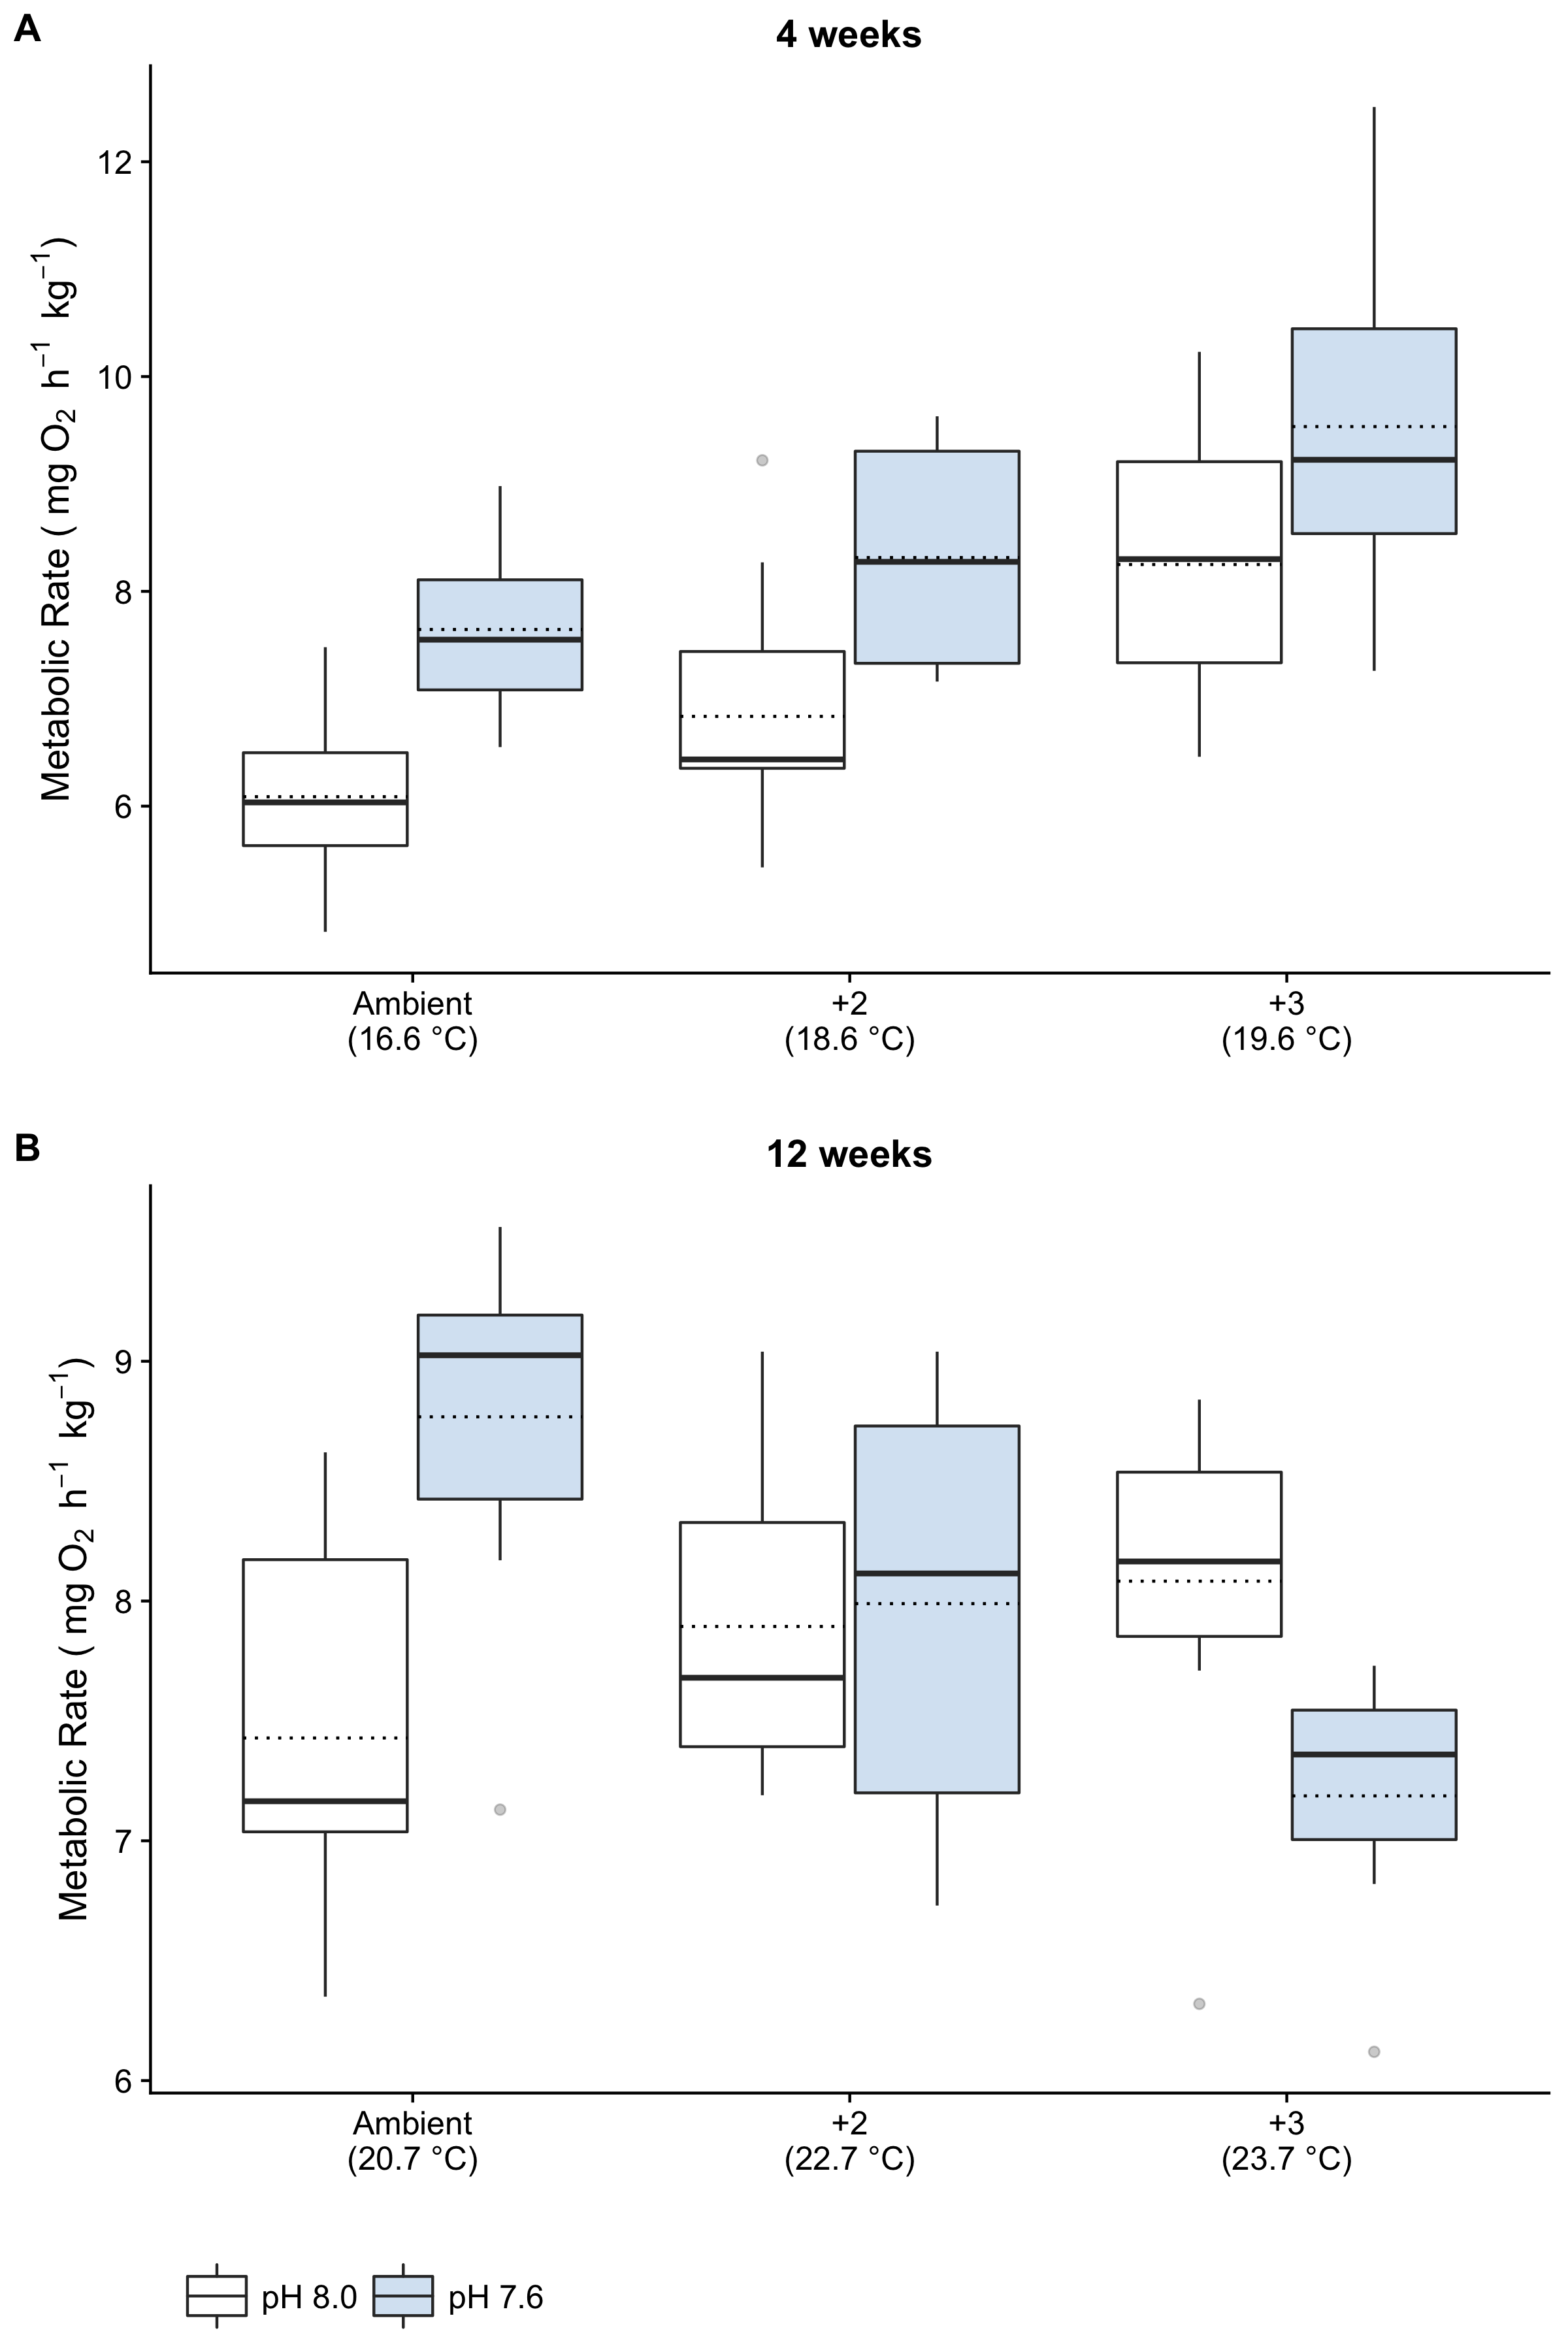 A
4 weeks
Metabolic Rate ( mg O₂ h⁻¹ kg⁻¹)
12
10
8
6
Ambient
(16.6 °C)
+2
(18.6 °C)
+3
(19.6 °C)
B
12 weeks
Metabolic Rate ( mg O₂ h⁻¹ kg⁻¹)
9
8
7
6
Ambient
(20.7 °C)
+2
(22.7 °C)
+3
(23.7 °C)
pH 8.0 pH 7.6